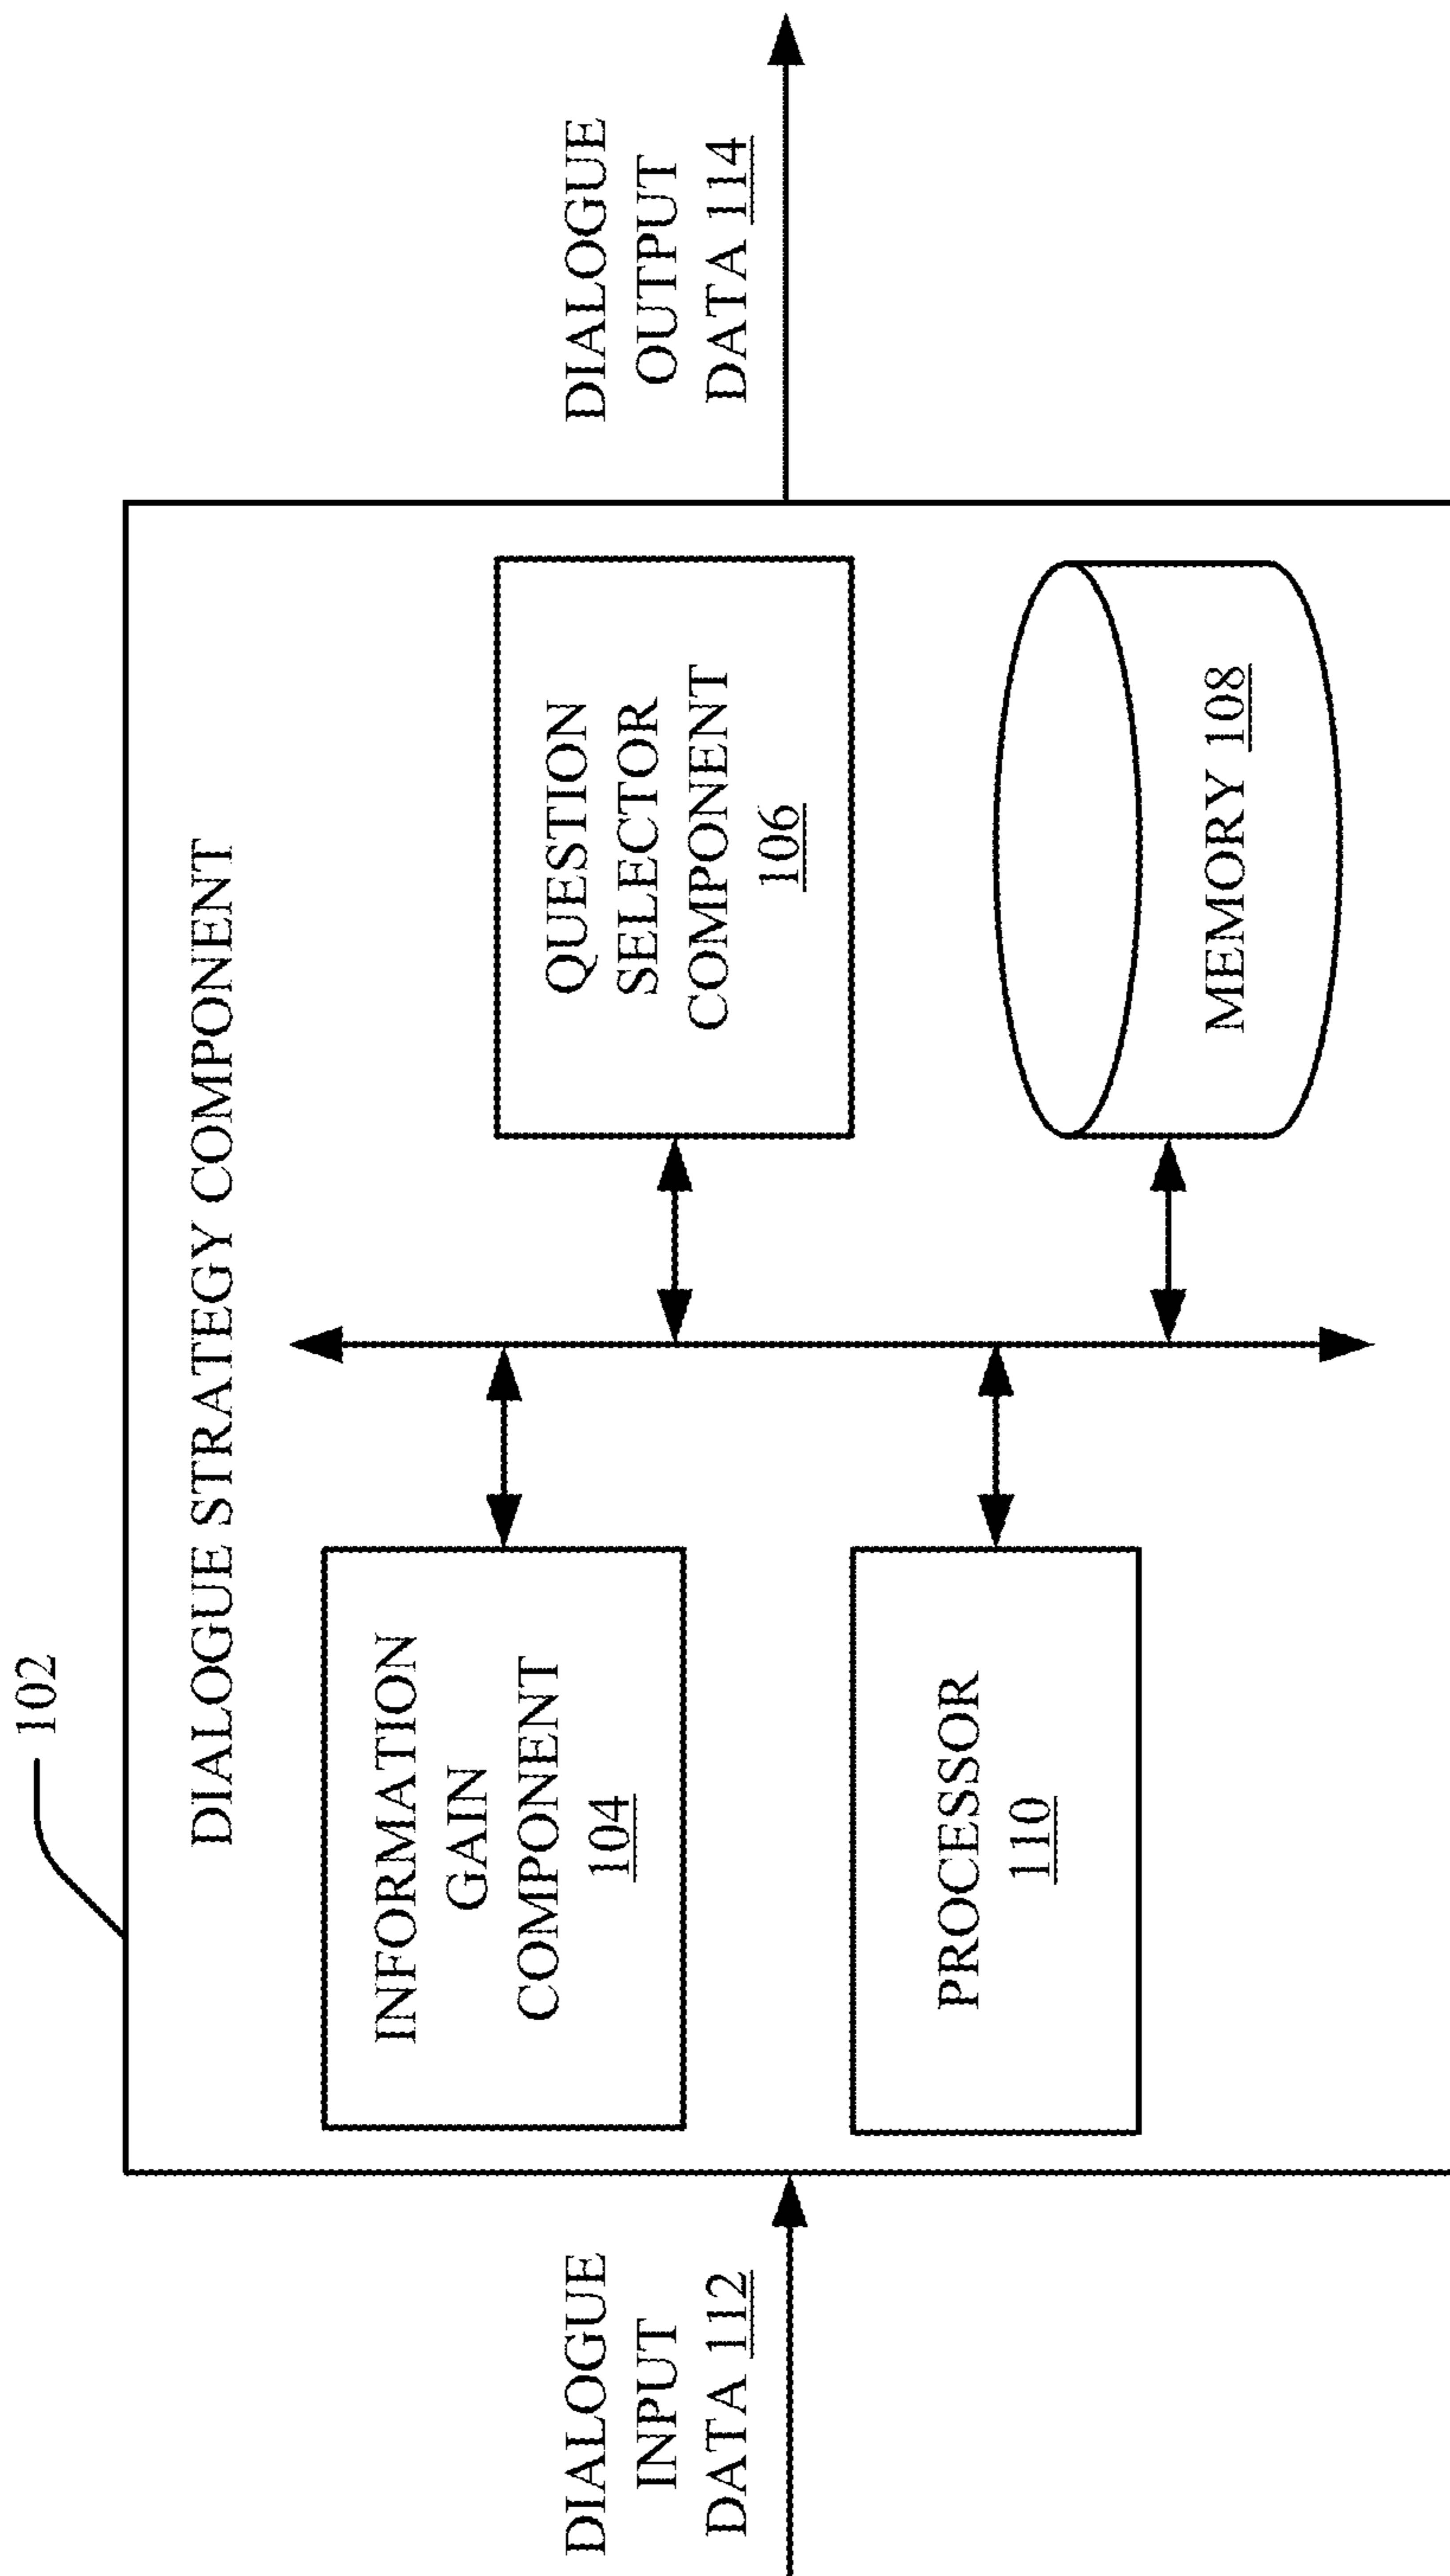 102
DIALOGUE STRATEGY COMPONENT
DIALOGUE
INPUT
DATA 112
INFORMATION
GAIN
COMPONENT
104
QUESTION
SELECTOR
COMPONENT
106
PROCESSOR
110
MEMORY 108
DIALOGUE
OUTPUT
DATA 114